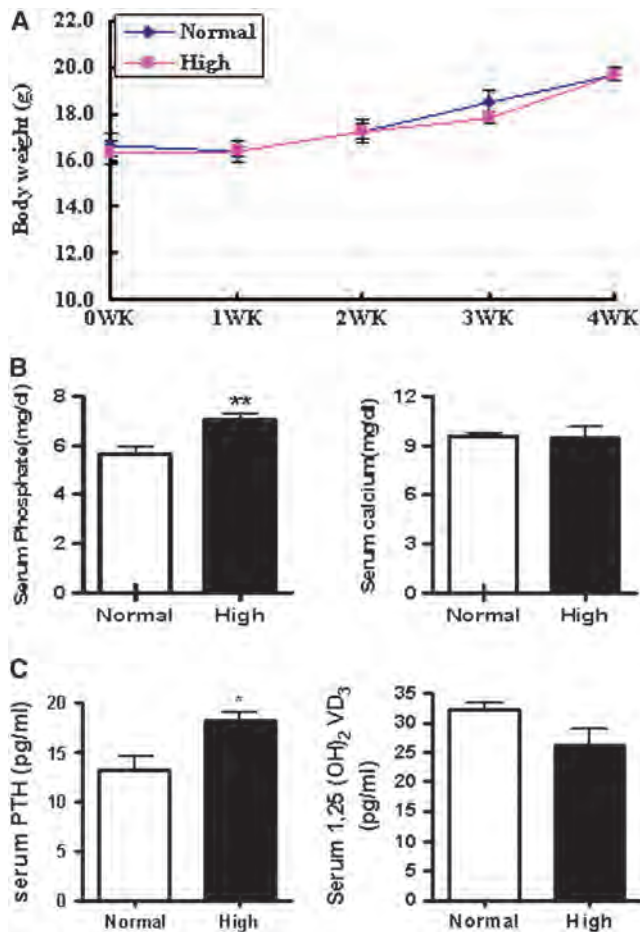 A
Body weight (g)
22.0
20.0
18.0
16.0
14.0
12.0
10.0
Normal
High
0WK 1WK 2WK 3WK 4WK
B
Serum Phosphate(mg/dl)
8
6
4
2
0
**
Normal High
Serum calcium(mg/dl)
12
9
6
3
0
Normal High
C
serum PTH (pg/ml)
20
15
10
5
0
*
Normal High
Serum 1,25 (OH)2 VD3
(pg/ml)
35
30
25
20
15
10
5
0
Normal High